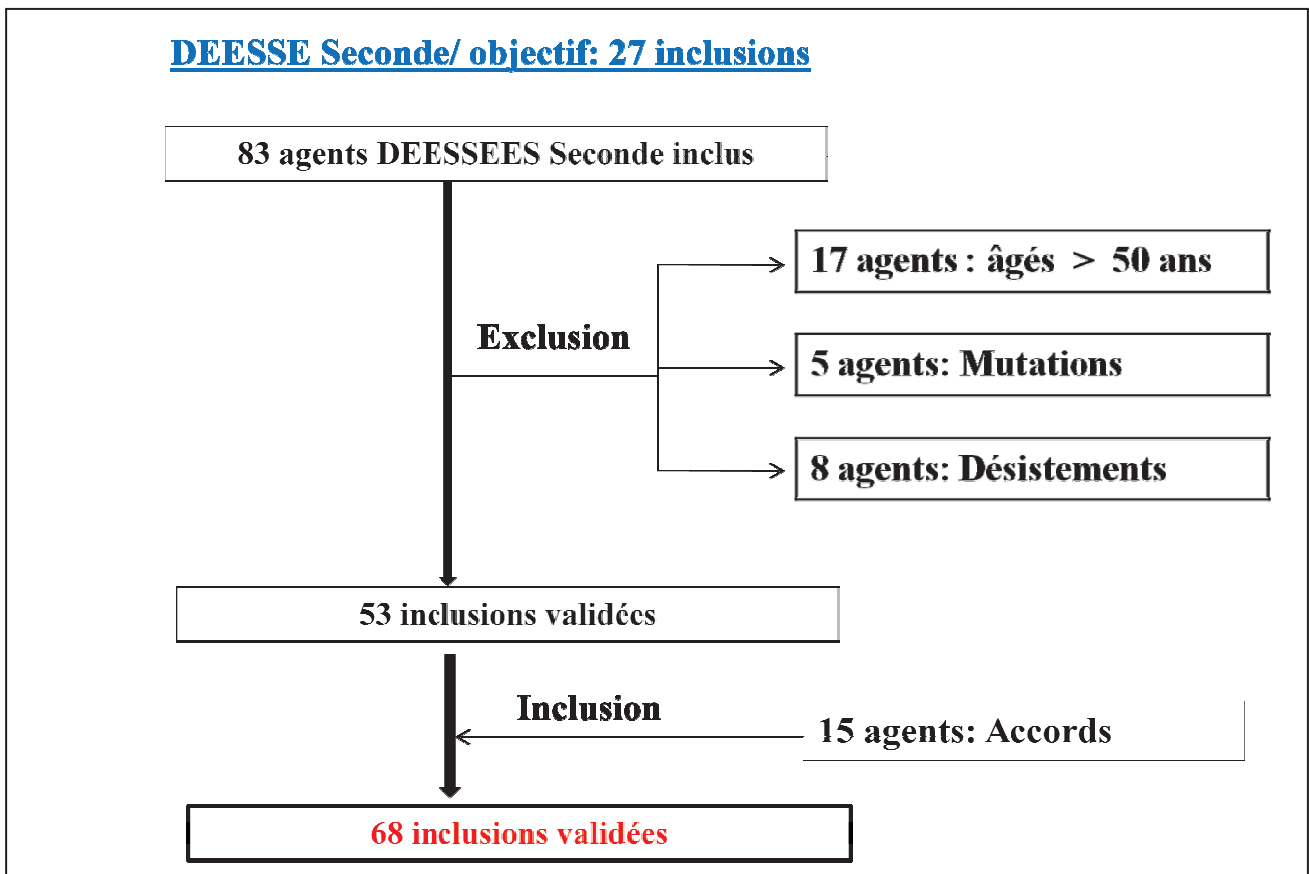 DEESSE Seconde/ objectif: 27 inclusions
83 agents DEESSEES Seconde inclus
17 agents : âgés > 50 ans
Exclusion
5 agents: Mutations
8 agents: Désistements
53 inclusions validées
Inclusion
15 agents: Accords
68 inclusions validées